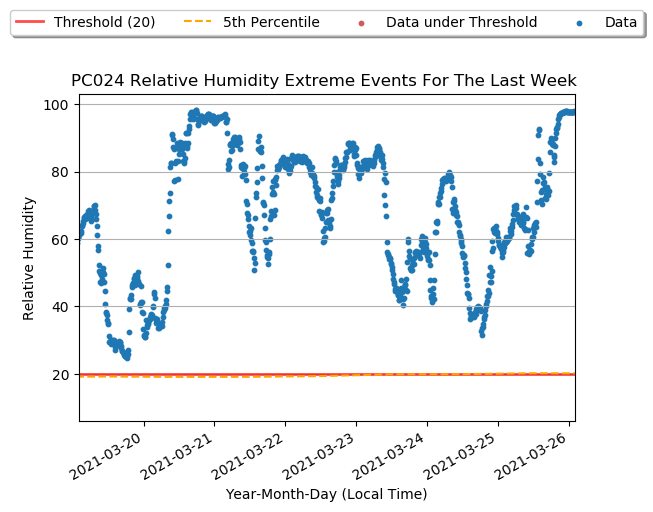 Threshold (20)
5th Percentile
Data under Threshold
Data
PC024 Relative Humidity Extreme Events For The Last Week
Relative Humidity
100
80
60
40
20
2021-03-20
2021-03-21
2021-03-22
2021-03-23
2021-03-24
2021-03-25
2021-03-26
Year-Month-Day (Local Time)